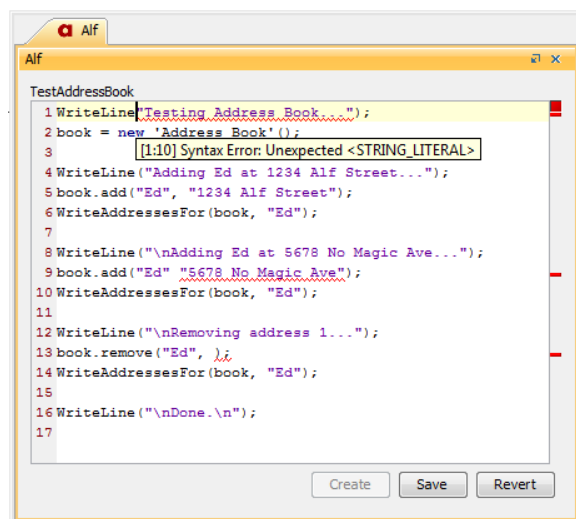 a Alf
Alf
TestAddressBook
1 WriteLine"Testing Address Book...");
2 book = new 'Address Book'();
3
[1:10] Syntax Error: Unexpected <STRING_LITERAL>
4 WriteLine("Adding Ed at 1234 Alf Street...");
5 book.add("Ed", "1234 Alf Street");
6 WriteAddressesFor(book, "Ed");
7
8 WriteLine("\nAdding Ed at 5678 No Magic Ave...");
9 book.add("Ed" "5678 No Magic Ave");
10 WriteAddressesFor(book, "Ed");
11
12 WriteLine("\nRemoving address 1...");
13 book.remove("Ed", );
14 WriteAddressesFor(book, "Ed");
15
16 WriteLine("\nDone.\n");
17
Create Save Revert